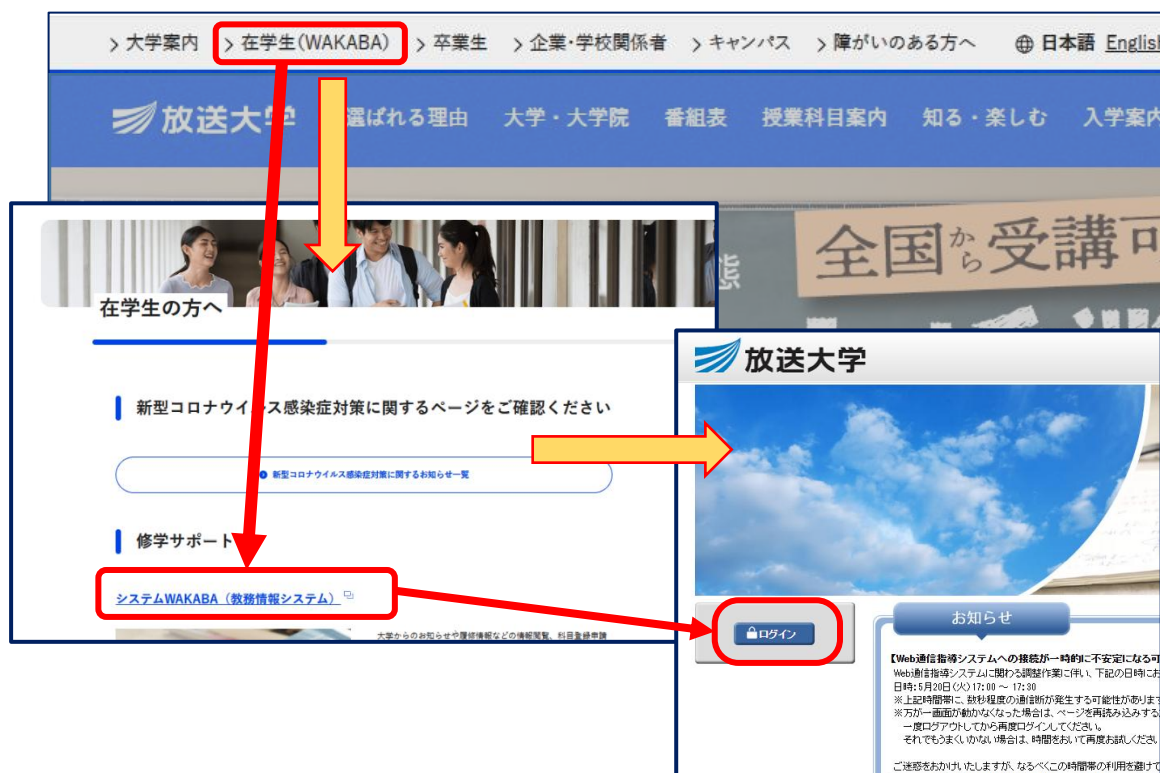 > 大学案内 > 在学生(WAKABA) > 卒業生 > 企業・学校関係者 > キャンパス > 障がいのある方へ 日本語 English
放送大学 選ばれる理由 大学・大学院 番組表 授業科目案内 知る・楽しむ 入学案内
全国から受講可
態
在学生の方へ
新型コロナウイルス感染症対策に関するページをご確認ください
新型コロナウイルス感染症対策に関するお知らせ一覧
修学サポート
システムWAKABA（教務情報システム）
大学からのお知らせや履修情報などの情報閲覧、科目登録申請
放送大学
ログイン
お知らせ
【Web通信指導システムへの接続が一時的に不安定になる可
Web通信指導システムに関わる調整作業に伴い、下記の日時にお
日時:5月20日(火)17:00 ～ 17:30
※上記時間帯に、数秒程度の通信断が発生する可能性があります
※万が一画面が動かなくなった場合は、ページを再読み込みする
一度ログアウトしてから再度ログインしてください。
それでもうまくいかない場合は、時間をおいて再度お試しくださ
ご迷惑をおかけいたしますが、なるべくこの時間帯の利用を避けて